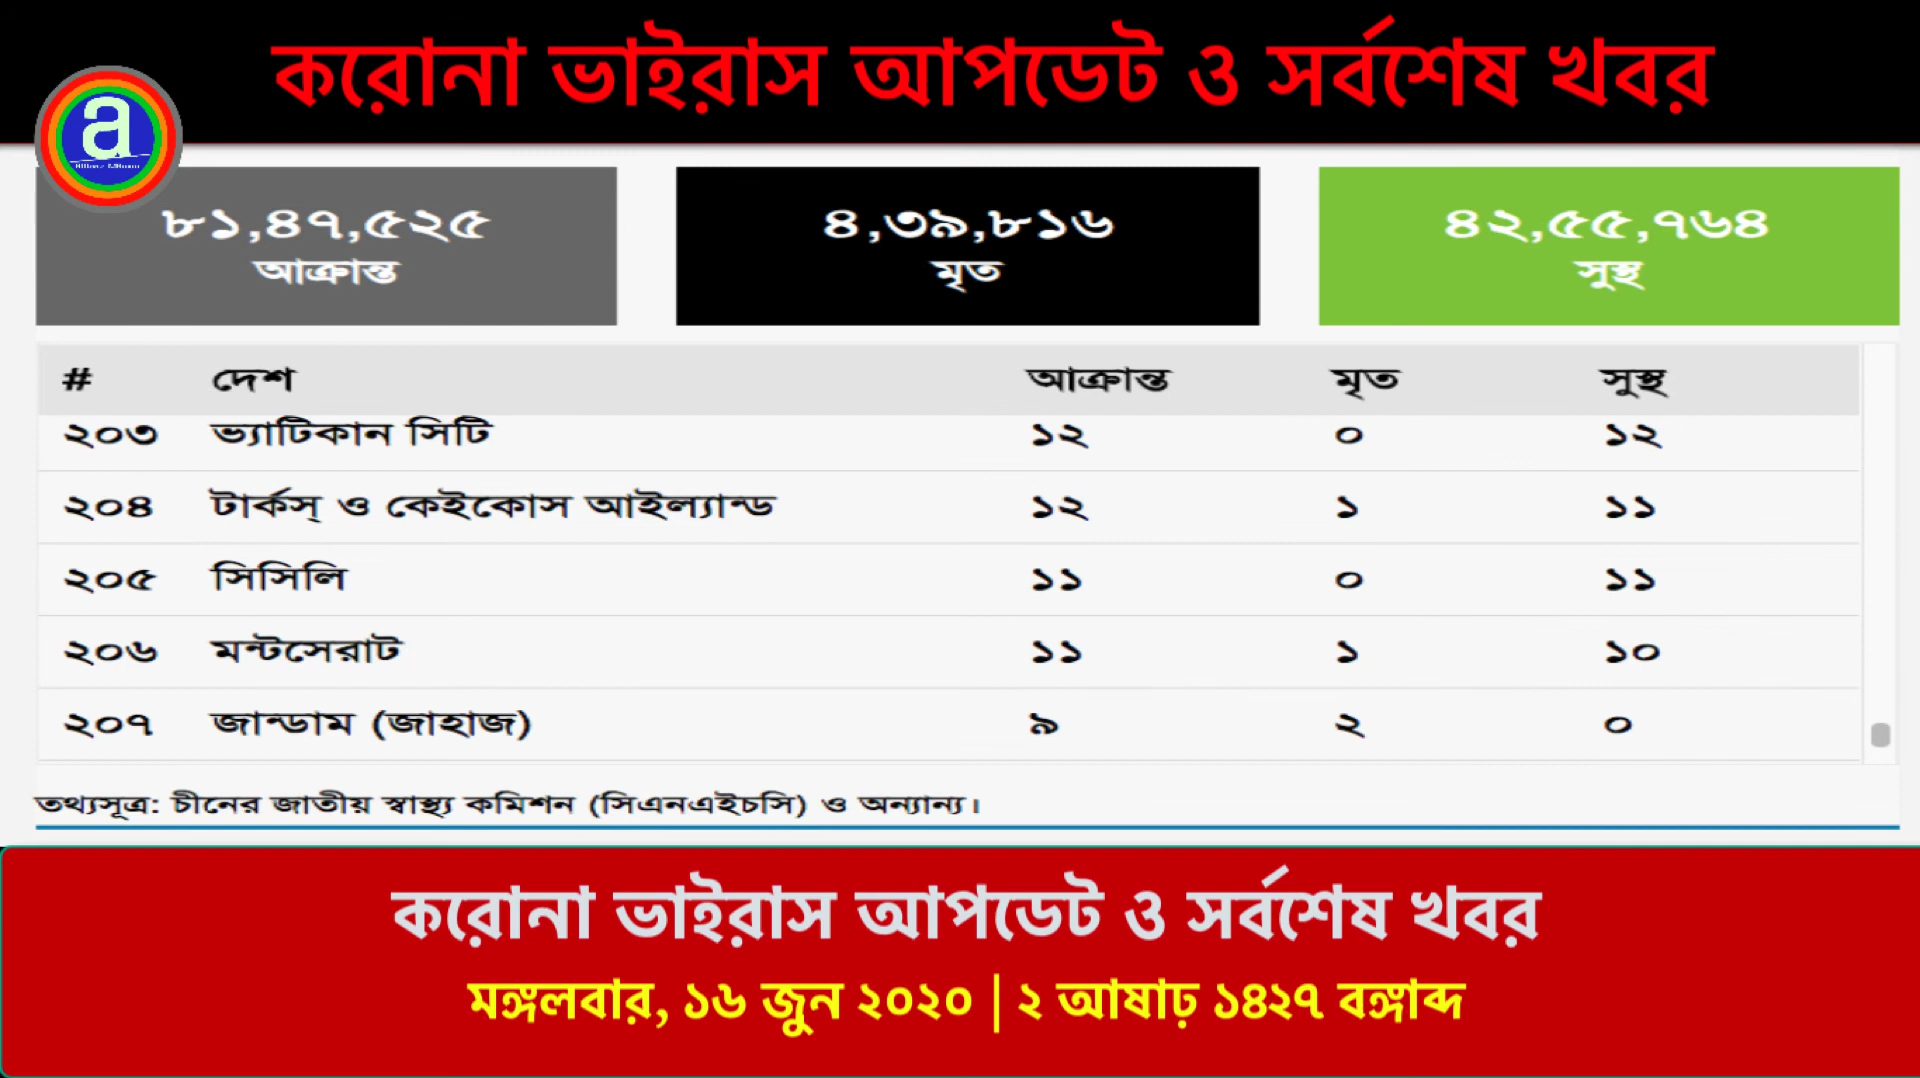 করোনা ভাইরাস আপডেট ও সর্বশেষ খবর
a
৮১,৪৭,৫২৫ ৪,৩৯,৮১৬ ৪২,৫৫,৭৬৪
আক্রান্ত মৃত সুস্থ
# দেশ আক্রান্ত মৃত সুস্থ
২০৩ ভ্যাটিকান সিটি ১২ ০ ১২
২০৪ টার্কস্ ও কেইকোস আইল্যান্ড ১২ ১ ১১
২০৫ সিসিলি ১১ ০ ১১
২০৬ মন্টসেরাট ১১ ১ ১০
২০৭ জান্ডাম (জাহাজ) ৯ ২ ০
তথ্যসূত্র: চীনের জাতীয় স্বাস্থ্য কমিশন (সিএনএইচসি) ও অন্যান্য।
করোনা ভাইরাস আপডেট ও সর্বশেষ খবর
মঙ্গলবার, ১৬ জুন ২০২০ | ২ আষাঢ় ১৪২৭ বঙ্গাব্দ